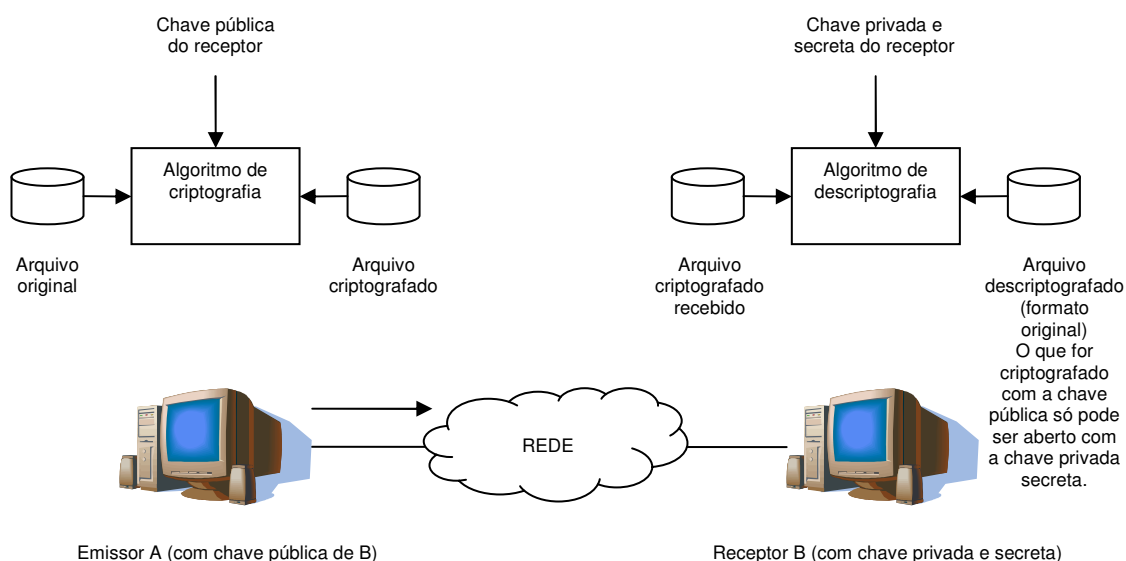 Chave pública
do receptor
Chave privada e
secreta do receptor
Algoritmo de
criptografia
Algoritmo de
descriptografia
Arquivo
original
Arquivo
criptografado
Arquivo
criptografado
recebido
Arquivo
descriptografado
(formato
original)
O que for
criptografado
com a chave
pública só pode
ser aberto com
a chave privada
secreta.
REDE
Emissor A (com chave pública de B)
Receptor B (com chave privada e secreta)